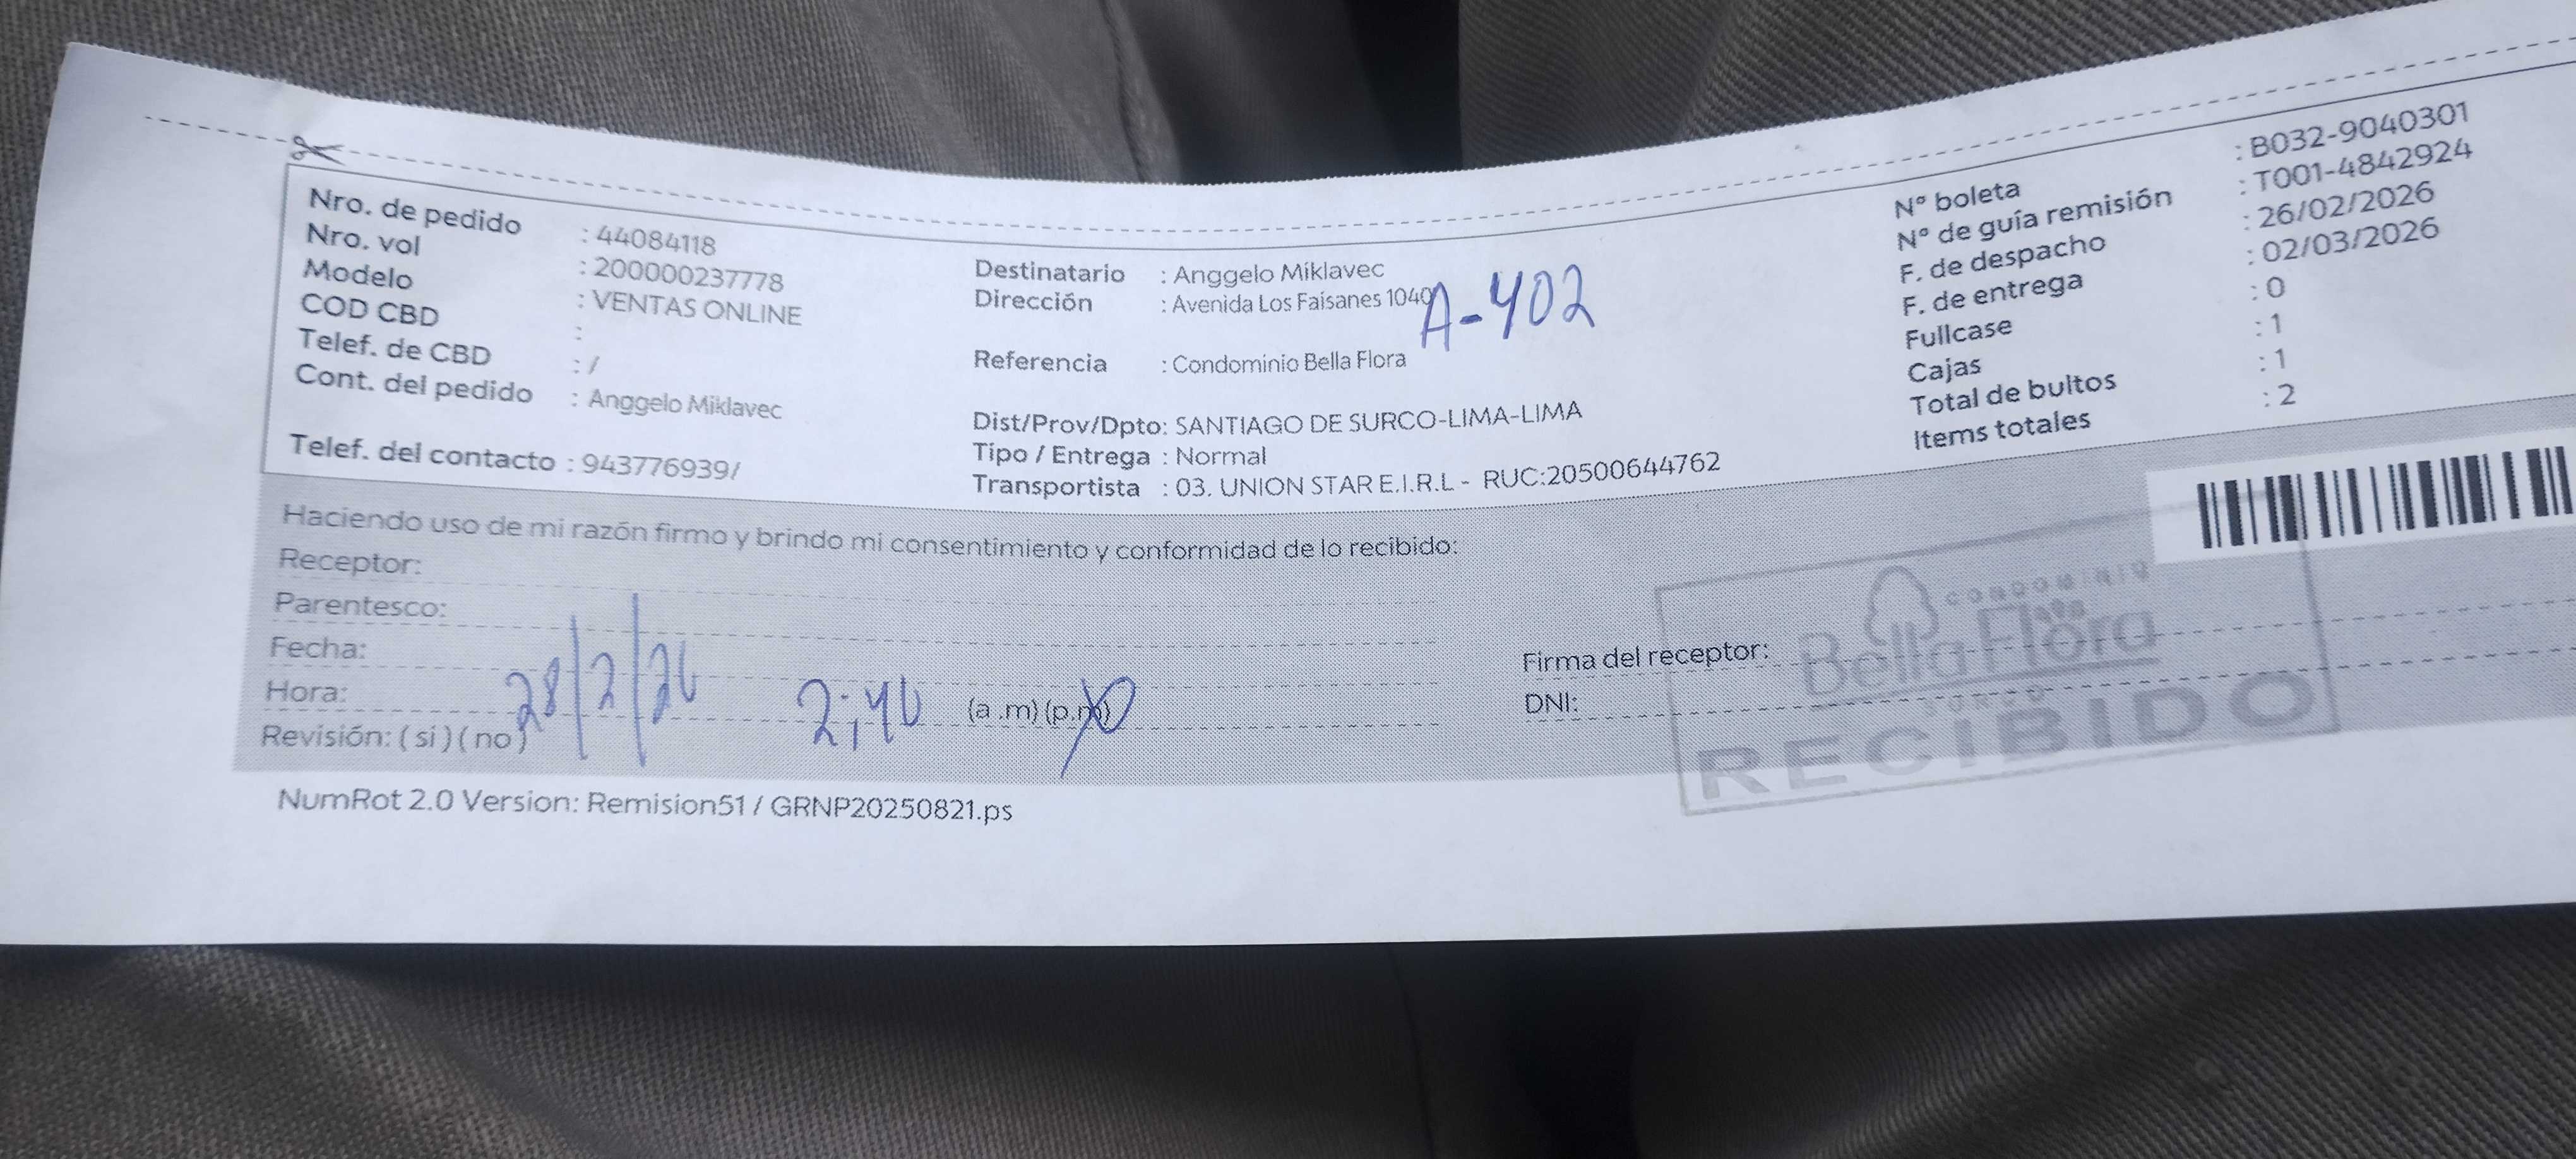 Nro. de pedido : 44084118
Nro. vol : 200000237778
Modelo : VENTAS ONLINE
COD CBD :
Telef. de CBD : /
Cont. del pedido : Anggelo Miklavec
Telef. del contacto : 943776939/
Destinatario : Anggelo Miklavec
Dirección : Avenida Los Faisanes 1040
A-402
Referencia : Condominio Bella Flora
Dist/Prov/Dpto: SANTIAGO DE SURCO-LIMA-LIMA
Tipo / Entrega : Normal
Transportista : 03. UNION STAR E.I.R.L - RUC:20500644762
N° boleta : B032-9040301
N° de guía remisión : T001-4842924
F. de despacho : 26/02/2026
F. de entrega : 02/03/2026
Fullcase : 0
Cajas : 1
Total de bultos : 1
Items totales : 2
Haciendo uso de mi razón firmo y brindo mi consentimiento y conformidad de lo recibido:
Receptor:
Parentesco:
Fecha: 28/2/26
Hora: 2:40 (a .m) (p.m)
Revisión: ( si ) ( no )
Firma del receptor:
DNI:
CONDOMINIO
Bella Flora
RECIBIDO
NumRot 2.0 Version: Remision51 / GRNP20250821.ps